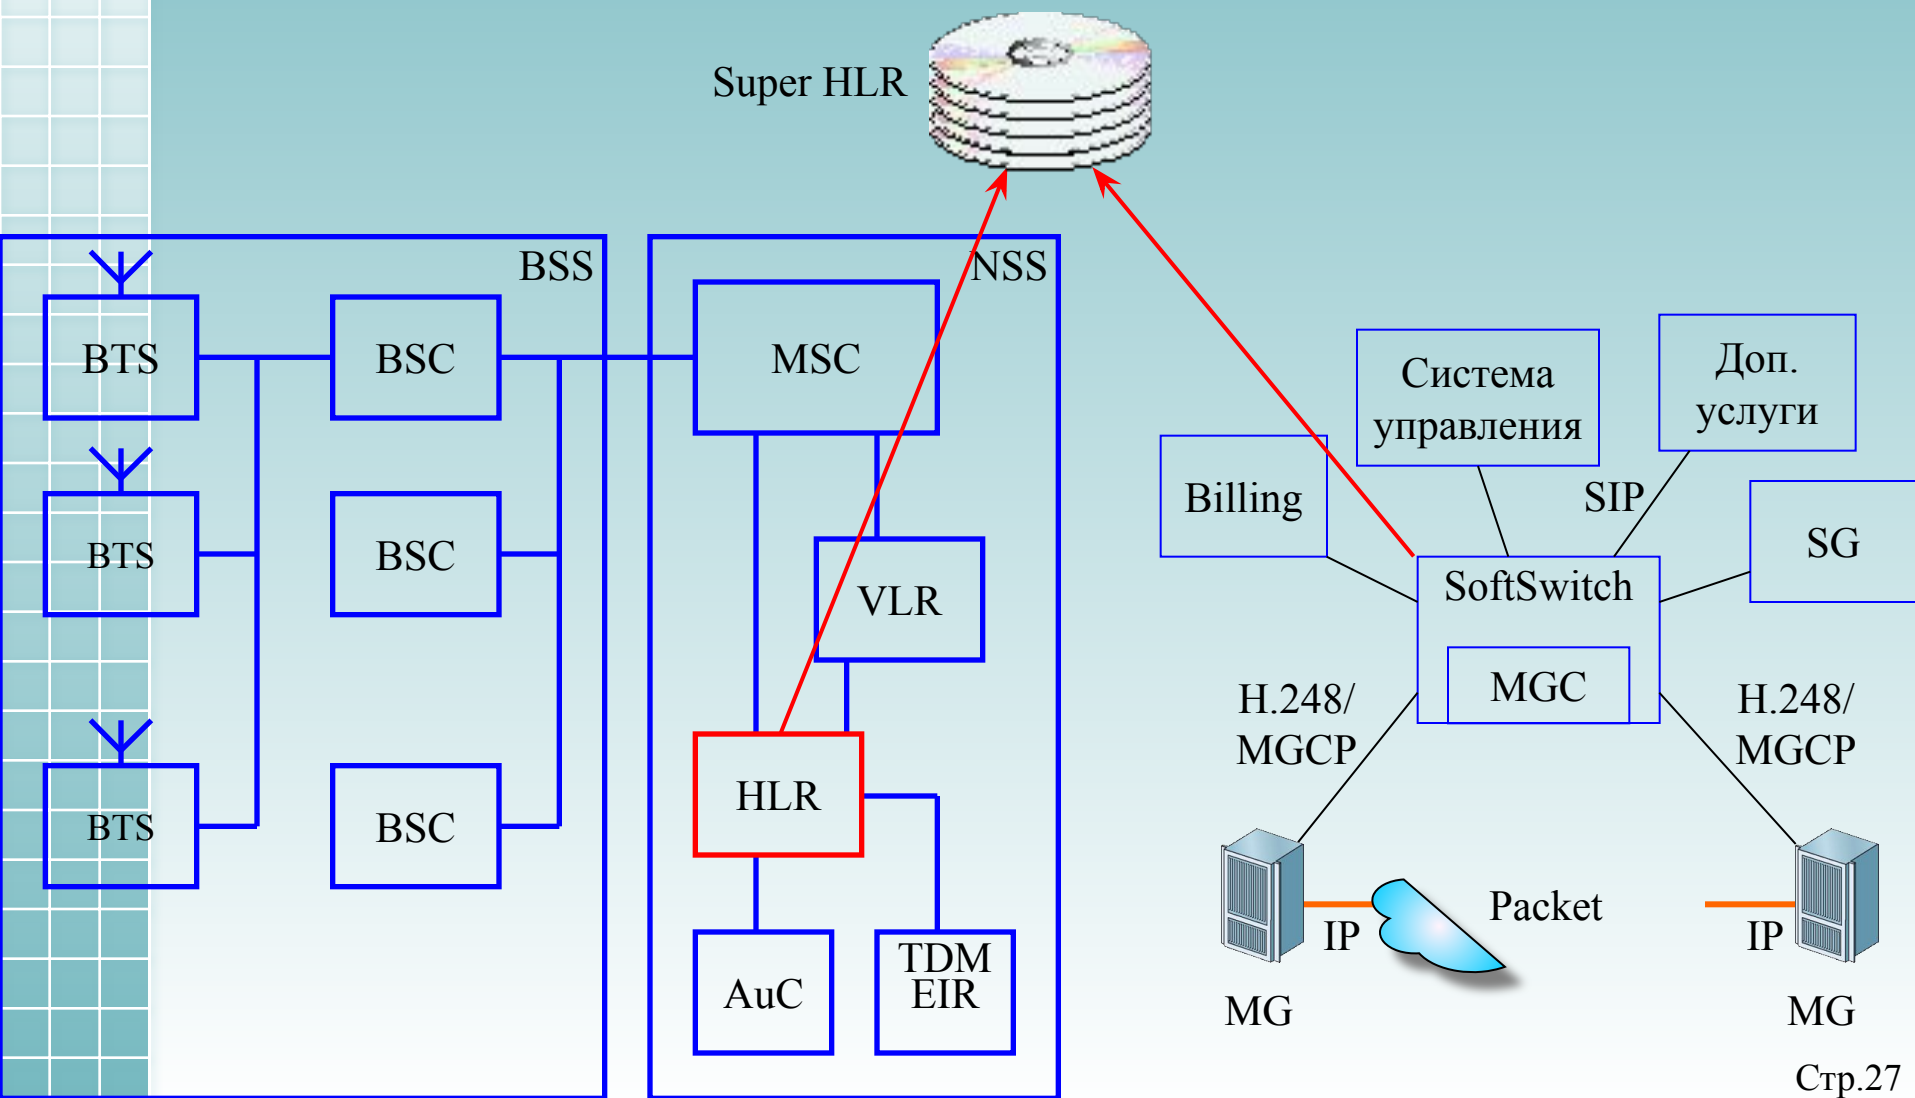 Super HLR
BSS
NSS
BTS
BSC
MSC
BTS
BSC
VLR
BTS
BSC
HLR
AuC
TDM
EIR
Система
управления
Доп.
услуги
Billing
SIP
SG
SoftSwitch
MGC
H.248/
MGCP
H.248/
MGCP
Packet
IP
IP
MG
MG
Стр.27